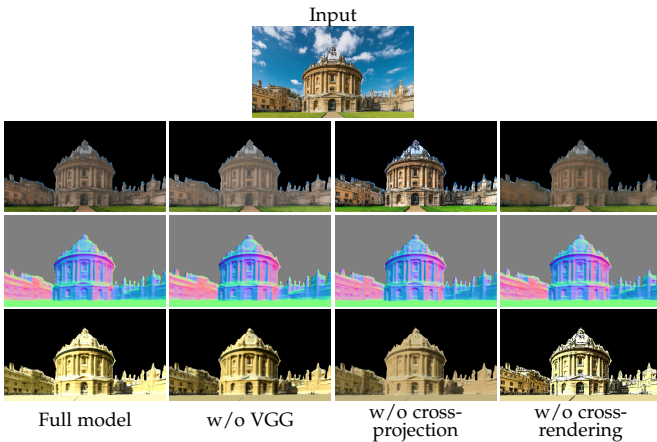 Input
Full model
w/o VGG
w/o cross-
projection
w/o cross-
rendering